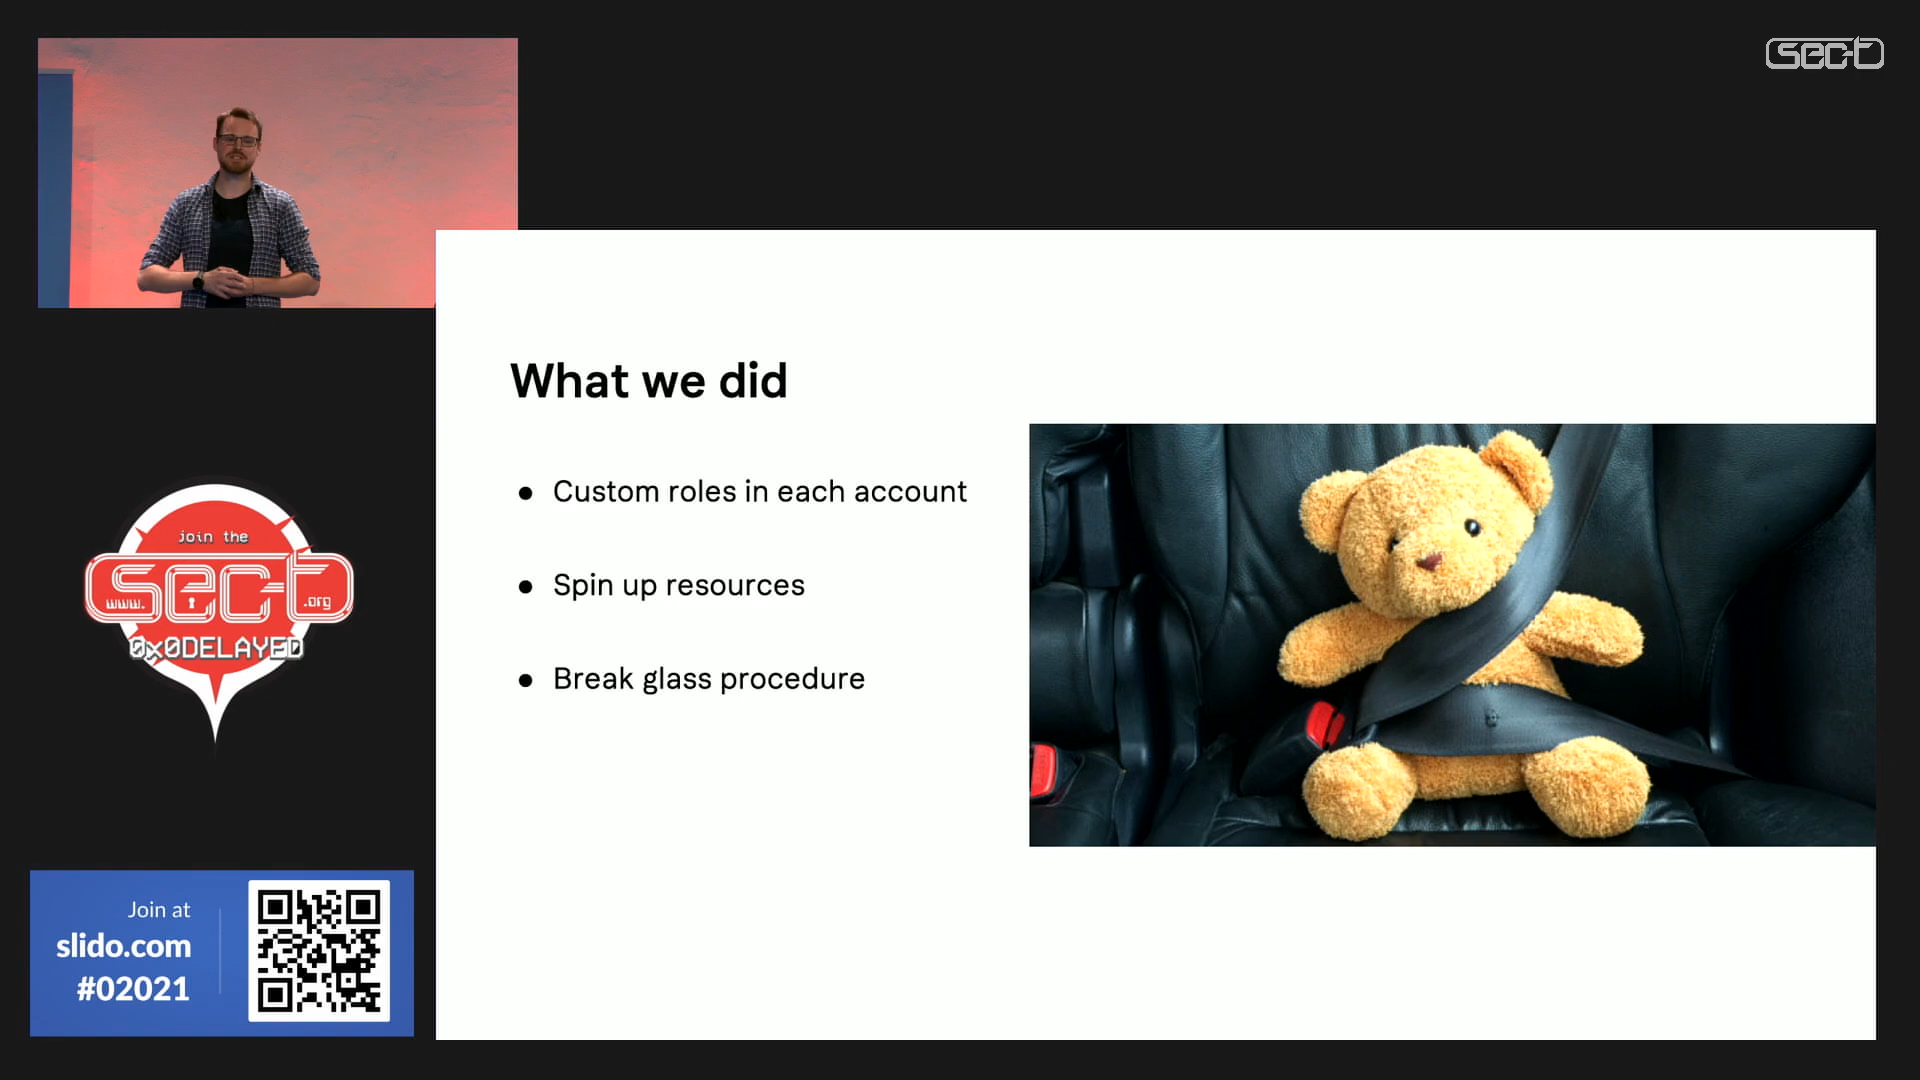 sec-t
What we did
● Custom roles in each account
● Spin up resources
● Break glass procedure
join the
sec-t
www.
.org
0x0DELAYED
Join at
slido.com
#02021